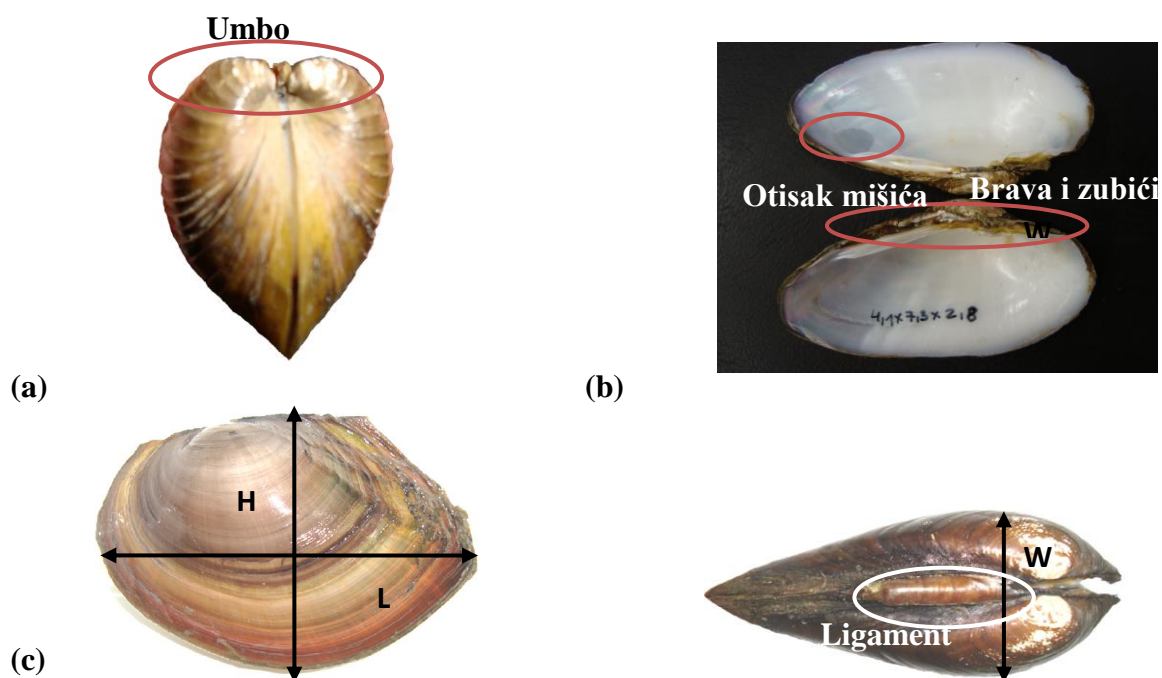 Umbo
Otisak mišića
Brava i zubići
W
4,1x7,3x2,8
(a)
(b)
H
L
W
Ligament
(c)